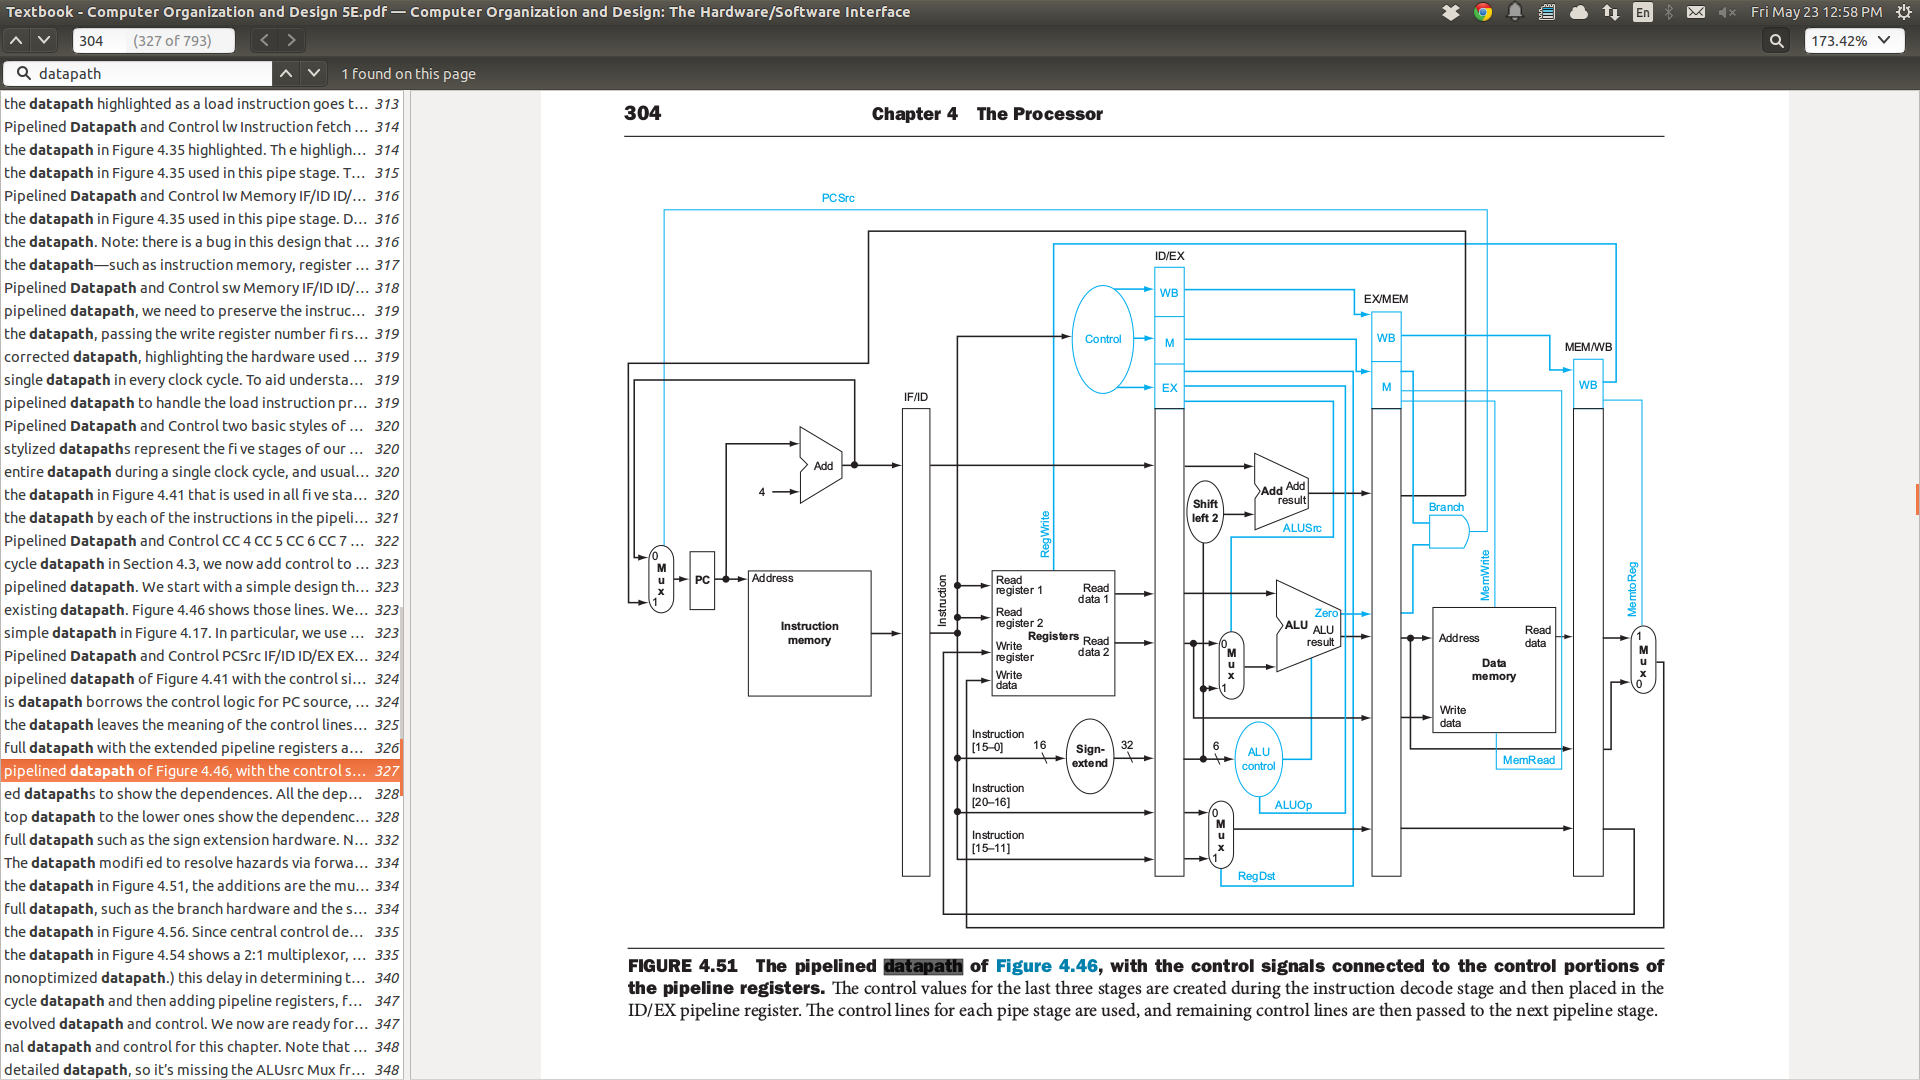 Textbook - Computer Organization and Design 5E.pdf — Computer Organization and Design: The Hardware/Software Interface
En
Fri May 23 12:58 PM
304 (327 of 793)
173.42%
datapath
1 found on this page
the datapath highlighted as a load instruction goes t... 313
Pipelined Datapath and Control lw Instruction fetch ... 314
the datapath in Figure 4.35 highlighted. Th e highligh... 314
the datapath in Figure 4.35 used in this pipe stage. T... 315
Pipelined Datapath and Control Iw Memory IF/ID ID/... 316
the datapath in Figure 4.35 used in this pipe stage. D... 316
the datapath. Note: there is a bug in this design that ... 316
the datapath—such as instruction memory, register ... 317
Pipelined Datapath and Control sw Memory IF/ID ID/... 318
pipelined datapath, we need to preserve the instruc... 319
the datapath, passing the write register number fi rs... 319
corrected datapath, highlighting the hardware used ... 319
single datapath in every clock cycle. To aid understa... 319
pipelined datapath to handle the load instruction pr... 319
Pipelined Datapath and Control two basic styles of ... 320
stylized datapaths represent the fi ve stages of our ... 320
entire datapath during a single clock cycle, and usual... 320
the datapath in Figure 4.41 that is used in all fi ve sta... 320
the datapath by each of the instructions in the pipeli... 321
Pipelined Datapath and Control CC 4 CC 5 CC 6 CC 7 ... 322
cycle datapath in Section 4.3, we now add control to ... 323
pipelined datapath. We start with a simple design th... 323
existing datapath. Figure 4.46 shows those lines. We... 323
simple datapath in Figure 4.17. In particular, we use ... 323
Pipelined Datapath and Control PCSrc IF/ID ID/EX EX... 324
pipelined datapath of Figure 4.41 with the control si... 324
is datapath borrows the control logic for PC source, ... 324
the datapath leaves the meaning of the control lines... 325
full datapath with the extended pipeline registers a... 326
pipelined datapath of Figure 4.46, with the control s... 327
ed datapaths to show the dependences. All the dep... 328
top datapath to the lower ones show the dependenc... 328
full datapath such as the sign extension hardware. N... 332
The datapath modifi ed to resolve hazards via forwa... 334
the datapath in Figure 4.51, the additions are the mu... 334
full datapath, such as the branch hardware and the s... 334
the datapath in Figure 4.56. Since central control de... 335
the datapath in Figure 4.54 shows a 2:1 multiplexor, ... 335
nonoptimized datapath.) this delay in determining t... 340
cycle datapath and then adding pipeline registers, f... 347
evolved datapath and control. We now are ready for... 347
nal datapath and control for this chapter. Note that ... 348
detailed datapath, so it's missing the ALUsrc Mux fr... 348
304 Chapter 4 The Processor
PCSrc
ID/EX
WB
EX/MEM
Control
M
WB
MEM/WB
EX
M
WB
IF/ID
Add
4
Add
Add
result
Shift
left 2
Branch
ALUSrc
RegWrite
MemWrite
MemtoReg
0
M
u
x
1
PC
Address
Instruction
memory
Instruction
Read
register 1
Read
data 1
Read
register 2
Registers
Write
register
Read
data 2
Write
data
Zero
ALU
ALU
result
0
M
u
x
1
Address
Read
data
Data
memory
Write
data
1
M
u
x
0
Instruction
[15–0]
16
Sign-
extend
32
6
ALU
control
MemRead
Instruction
[20–16]
ALUOp
0
M
u
x
1
Instruction
[15–11]
RegDst
FIGURE 4.51 The pipelined datapath of Figure 4.46, with the control signals connected to the control portions of
the pipeline registers. The control values for the last three stages are created during the instruction decode stage and then placed in the
ID/EX pipeline register. The control lines for each pipe stage are used, and remaining control lines are then passed to the next pipeline stage.